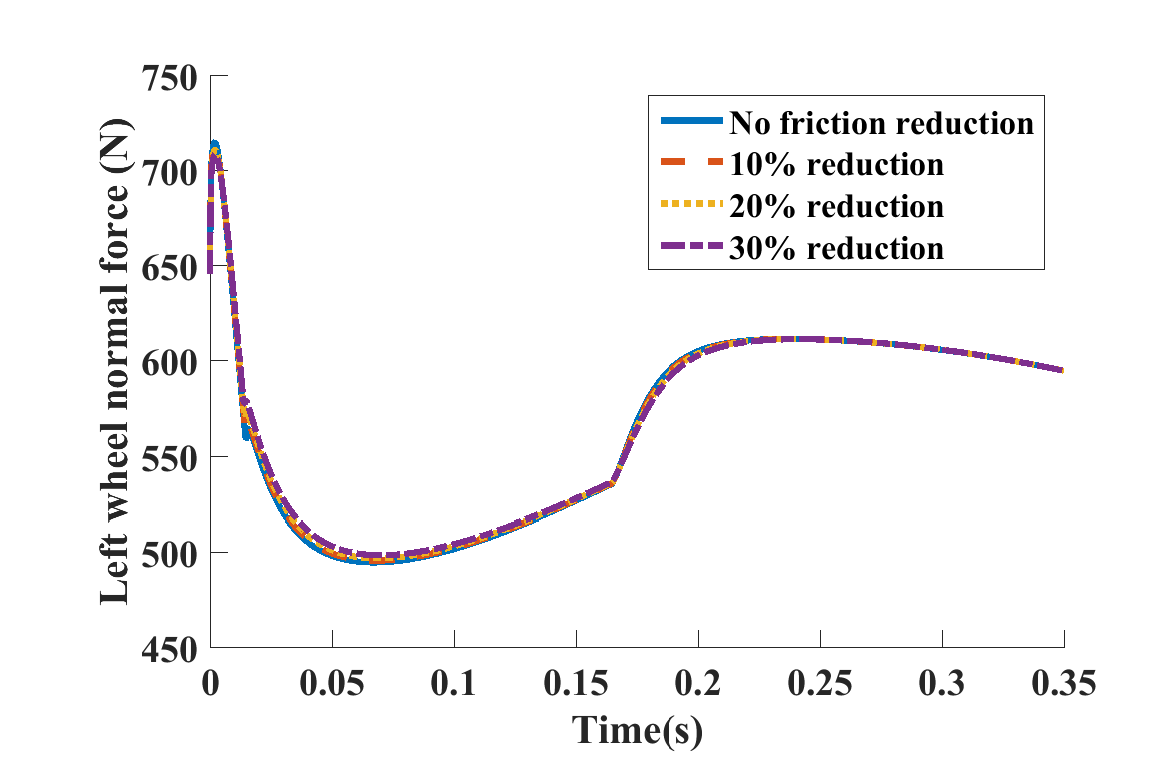 750
700
650
600
550
500
450
Left wheel normal force (N)
No friction reduction
10% reduction
20% reduction
30% reduction
0 0.05 0.1 0.15 0.2 0.25 0.3 0.35
Time(s)